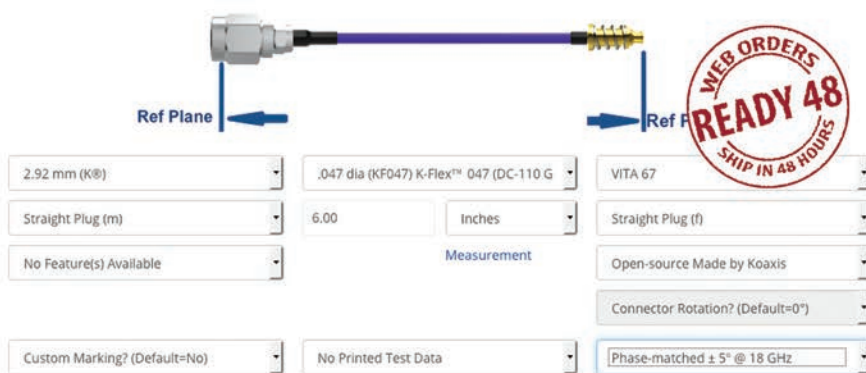 WEB ORDERS
READY 48
SHIP IN 48 HOURS
Ref Plane
Ref P
2.92 mm (K®)
.047 dia (KF047) K-Flex™ 047 (DC-110 G
VITA 67
Straight Plug (m)
6.00
Inches
Straight Plug (f)
No Feature(s) Available
Measurement
Open-source Made by Koaxis
Connector Rotation? (Default=0°)
Custom Marking? (Default=No)
No Printed Test Data
Phase-matched ± 5° @ 18 GHz